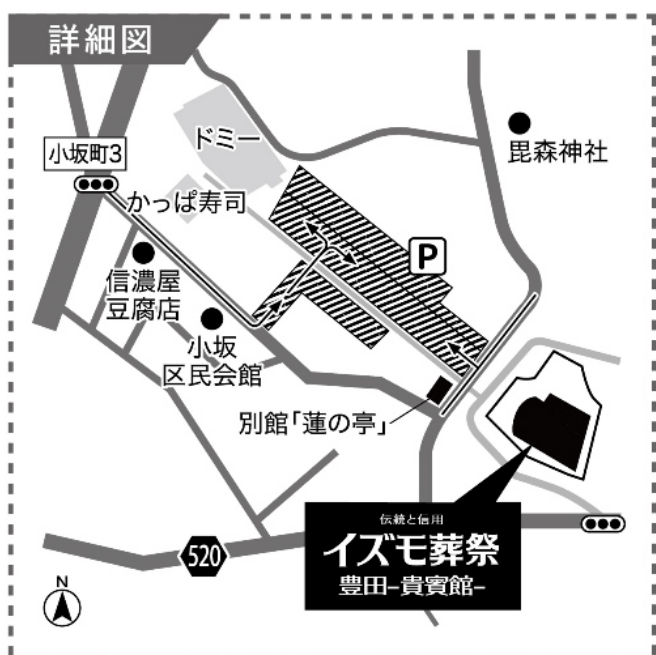 詳細図
ドミー
小坂町3
毘森神社
かっぱ寿司
P
信濃屋
豆腐店
小坂
区民会館
別館「蓮の亭」
伝統と信用
イズモ葬祭
豊田-貴賓館-
520
N